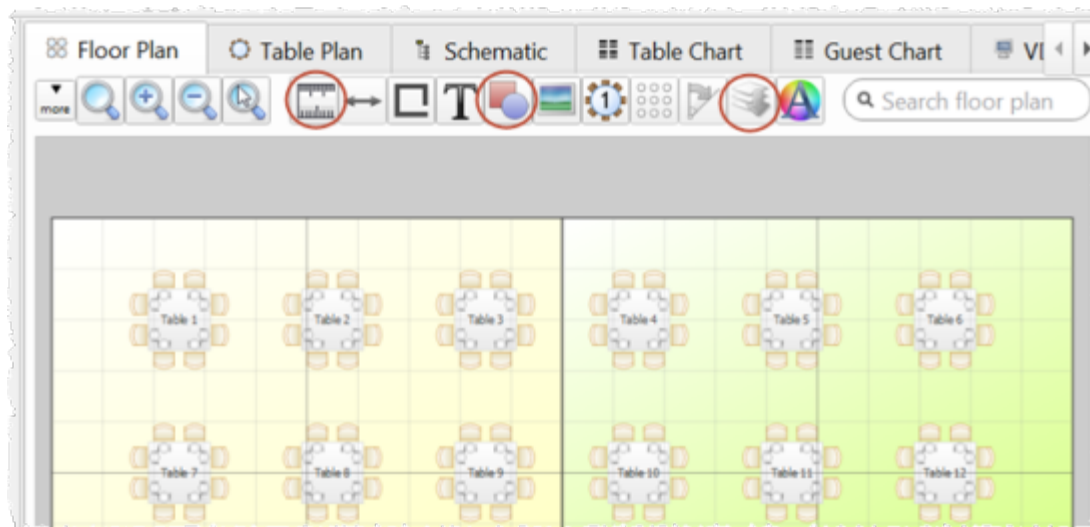 Floor Plan Table Plan Schematic Table Chart Guest Chart
more T 1 A Search floor plan
Table 1 Table 2 Table 3 Table 4 Table 5 Table 6
Table 7 Table 8 Table 9 Table 10 Table 11 Table 12